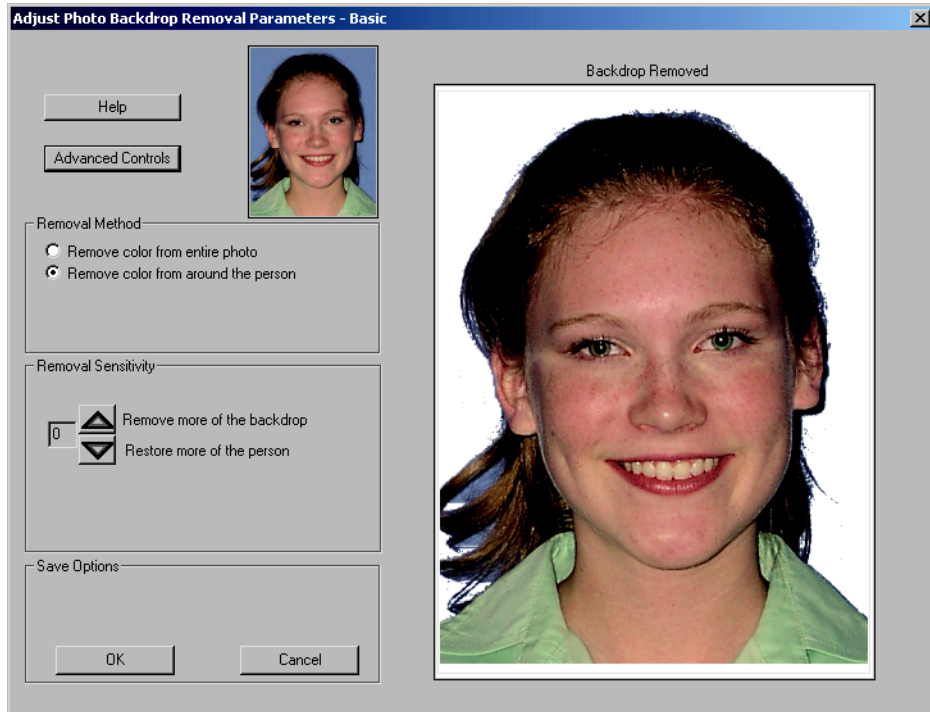 Adjust Photo Backdrop Removal Parameters - Basic
Backdrop Removed
Help
Advanced Controls
Removal Method
Remove color from entire photo
Remove color from around the person
Removal Sensitivity
0
Remove more of the backdrop
Restore more of the person
Save Options
OK
Cancel